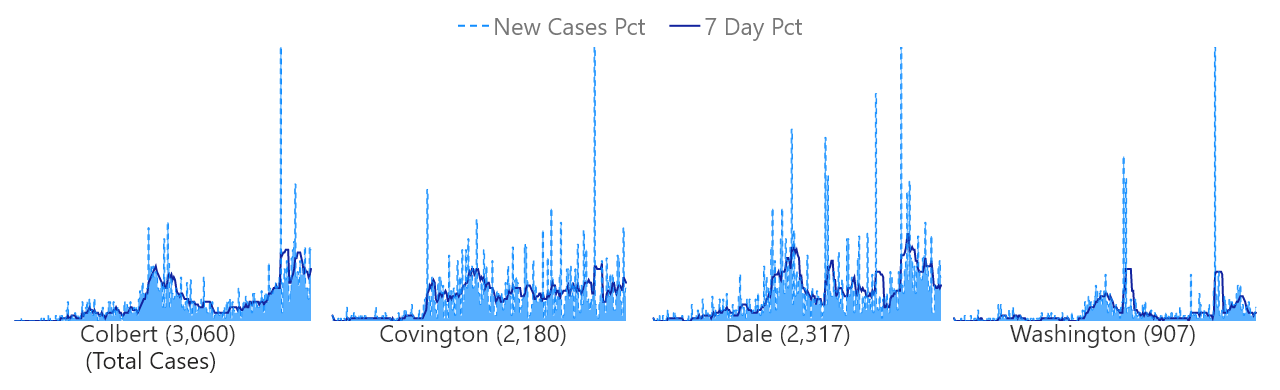 New Cases Pct 7 Day Pct
Colbert (3,060) Covington (2,180) Dale (2,317) Washington (907)
(Total Cases)